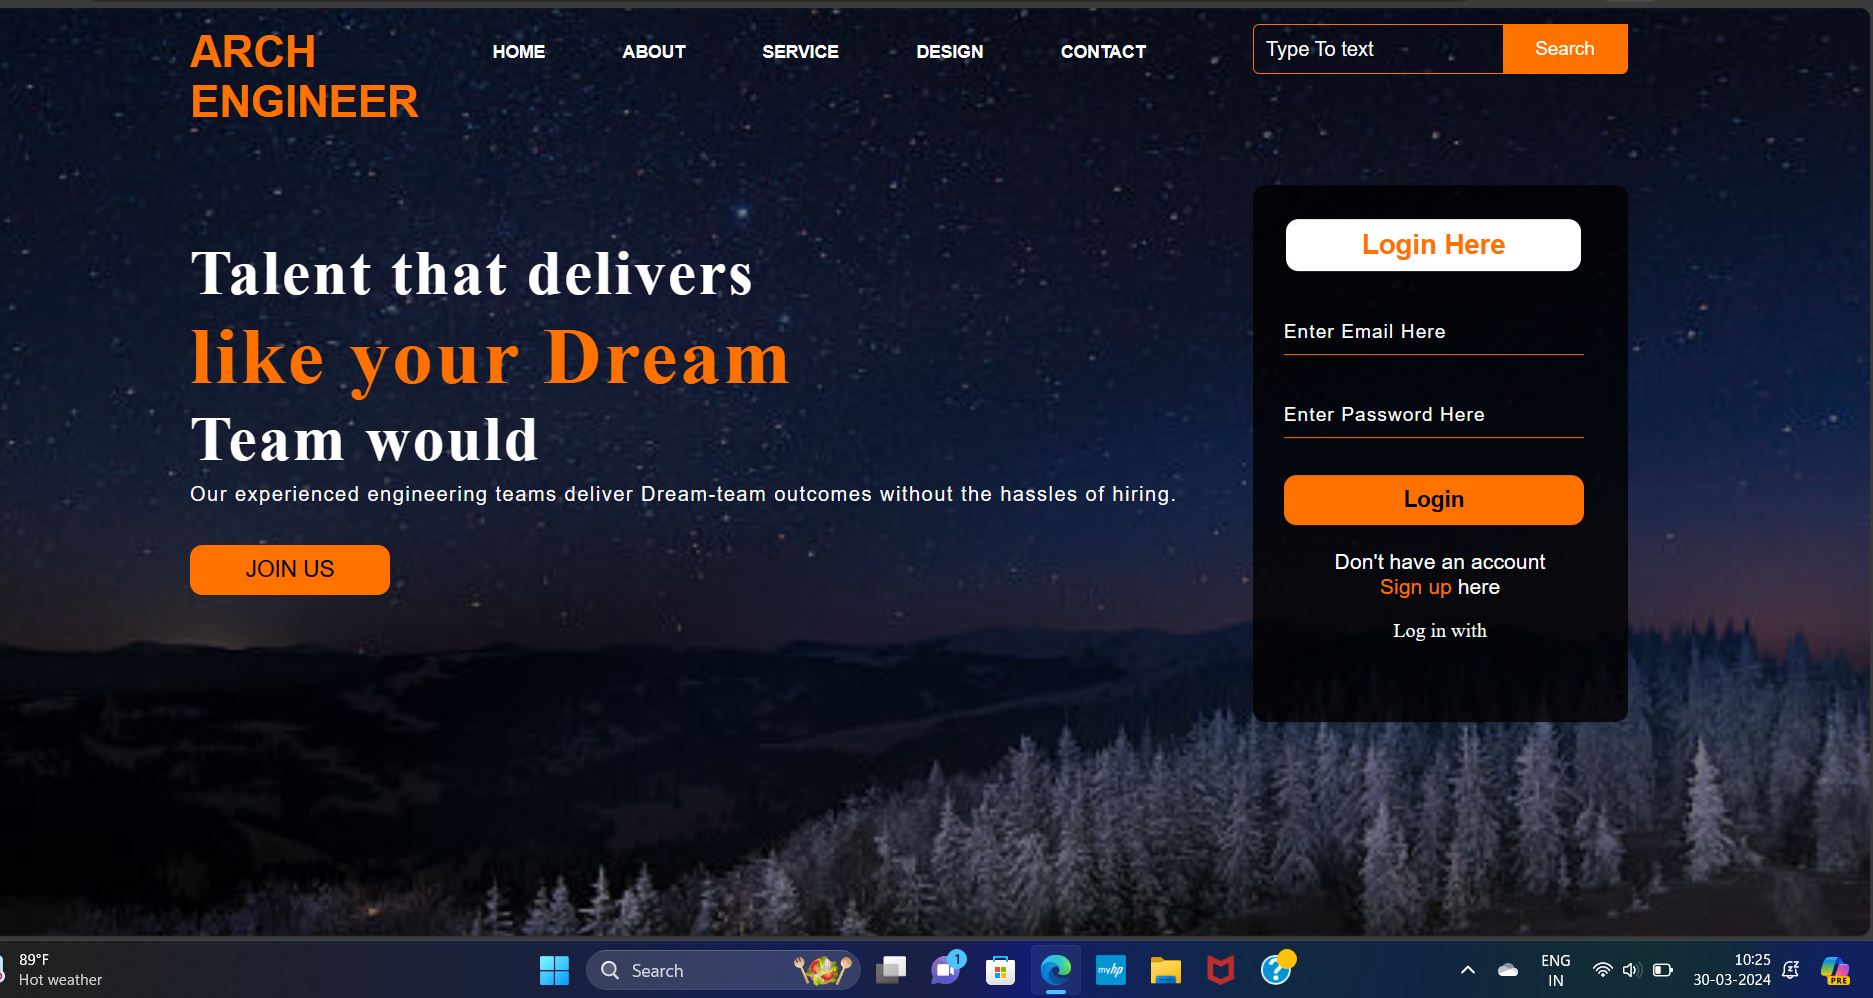 ARCH
ENGINEER
HOME ABOUT SERVICE DESIGN CONTACT
Type To text Search
Talent that delivers
like your Dream
Team would
Our experienced engineering teams deliver Dream-team outcomes without the hassles of hiring.
JOIN US
Login Here
Enter Email Here
Enter Password Here
Login
Don't have an account
Sign up here
Log in with
89°F
Hot weather
Search
1
myhp
ENG
IN
10:25
30-03-2024
PRE